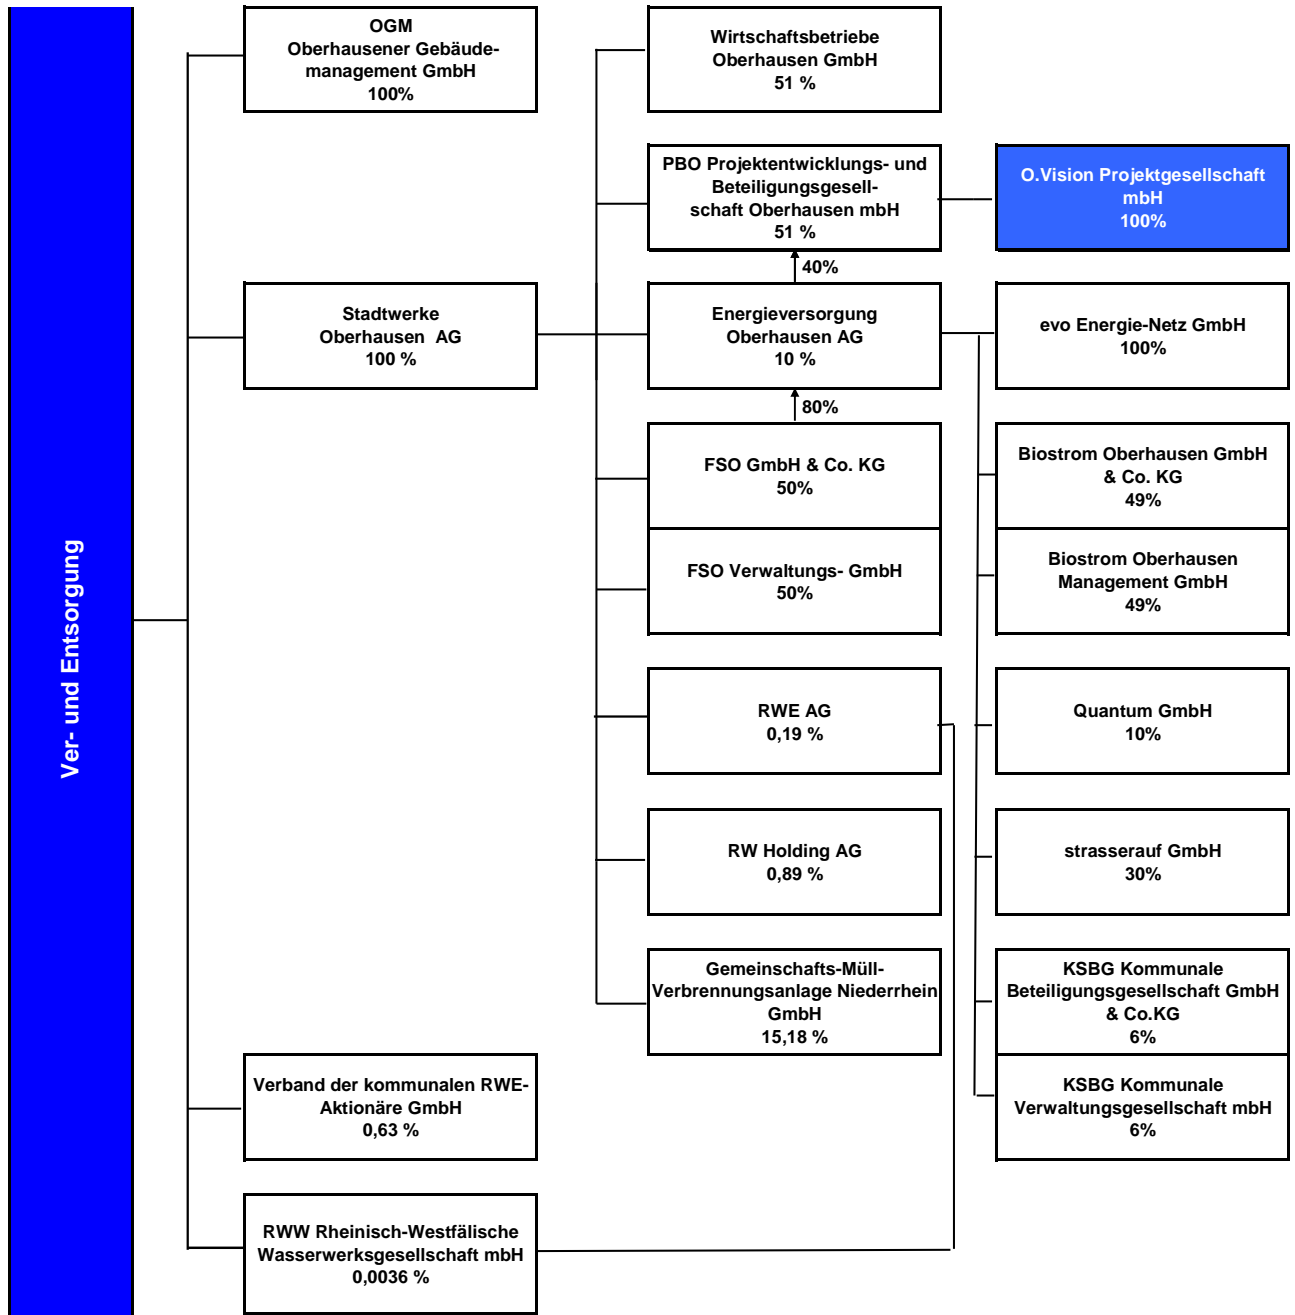 Ver- und Entsorgung
OGM
Oberhausener Gebäude-
management GmbH
100%
Stadtwerke
Oberhausen AG
100 %
Verband der kommunalen RWE-
Aktionäre GmbH
0,63 %
RWW Rheinisch-Westfälische
Wasserwerksgesellschaft mbH
0,0036 %
Wirtschaftsbetriebe
Oberhausen GmbH
51 %
PBO Projektentwicklungs- und
Beteiligungsgesell-
schaft Oberhausen mbH
51 %
40%
Energieversorgung
Oberhausen AG
10 %
80%
FSO GmbH & Co. KG
50%
FSO Verwaltungs- GmbH
50%
RWE AG
0,19 %
RW Holding AG
0,89 %
Gemeinschafts-Müll-
Verbrennungsanlage Niederrhein
GmbH
15,18 %
O.Vision Projektgesellschaft
mbH
100%
evo Energie-Netz GmbH
100%
Biostrom Oberhausen GmbH
& Co. KG
49%
Biostrom Oberhausen
Management GmbH
49%
Quantum GmbH
10%
strasserauf GmbH
30%
KSBG Kommunale
Beteiligungsgesellschaft GmbH
& Co.KG
6%
KSBG Kommunale
Verwaltungsgesellschaft mbH
6%